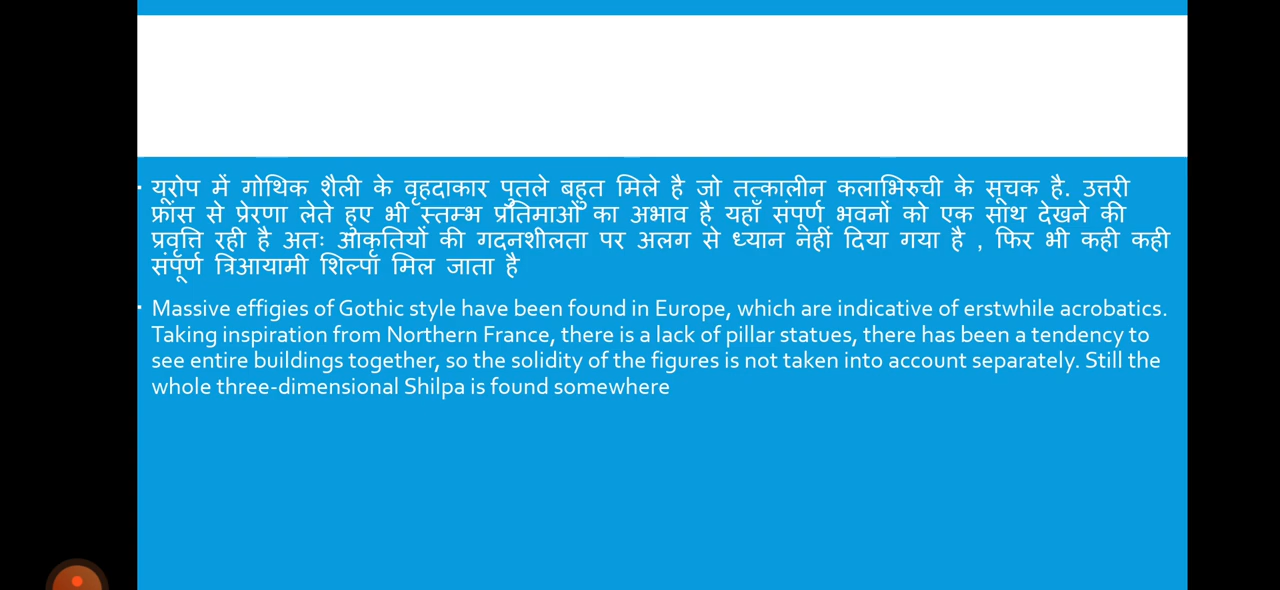 यूरोप में गोथिक शैली के वृहदाकार पुतले बहुत मिले है जो तत्कालीन कलाभिरुची के सूचक है. उत्तरी
फ्रांस से प्रेरणा लेते हुए भी स्तम्भ प्रतिमाओं का अभाव है यहाँ संपूर्ण भवनों को एक साथ देखने की
प्रवृत्ति रही है अतः आकृतियों की गदनशीलता पर अलग से ध्यान नहीं दिया गया है , फिर भी कही कही
संपूर्ण त्रिआयामी शिल्पा मिल जाता है
Massive effigies of Gothic style have been found in Europe, which are indicative of erstwhile acrobatics.
Taking inspiration from Northern France, there is a lack of pillar statues, there has been a tendency to
see entire buildings together, so the solidity of the figures is not taken into account separately. Still the
whole three-dimensional Shilpa is found somewhere